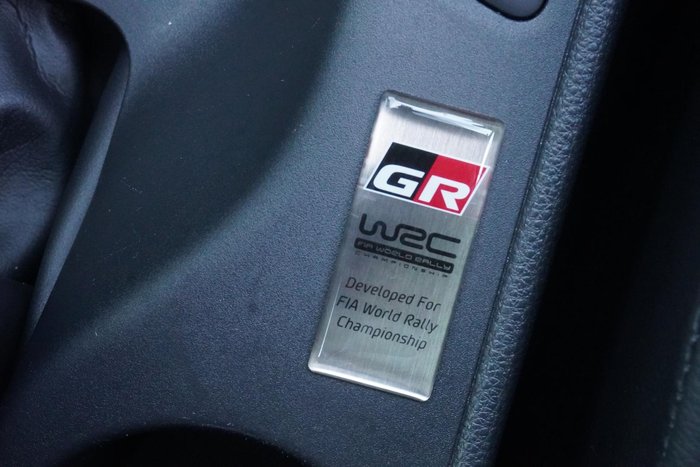 GR
WRC
FIA WORLD RALLY
CHAMPIONSHIP
Developed For
FIA World Rally
Championship